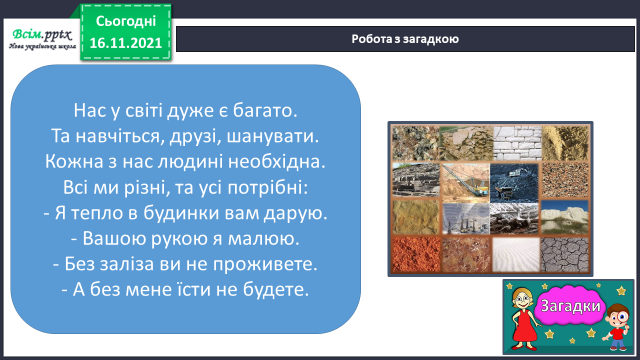 Всім.pptx
Нова українська школа
Сьогодні
16.11.2021
Робота з загадкою
Нас у світі дуже є багато.
Та навчіться, друзі, шанувати.
Кожна з нас людині необхідна.
Всі ми різні, та усі потрібні:
- Я тепло в будинки вам дарую.
- Вашою рукою я малюю.
- Без заліза ви не проживете.
- А без мене їсти не будете.
Загадки